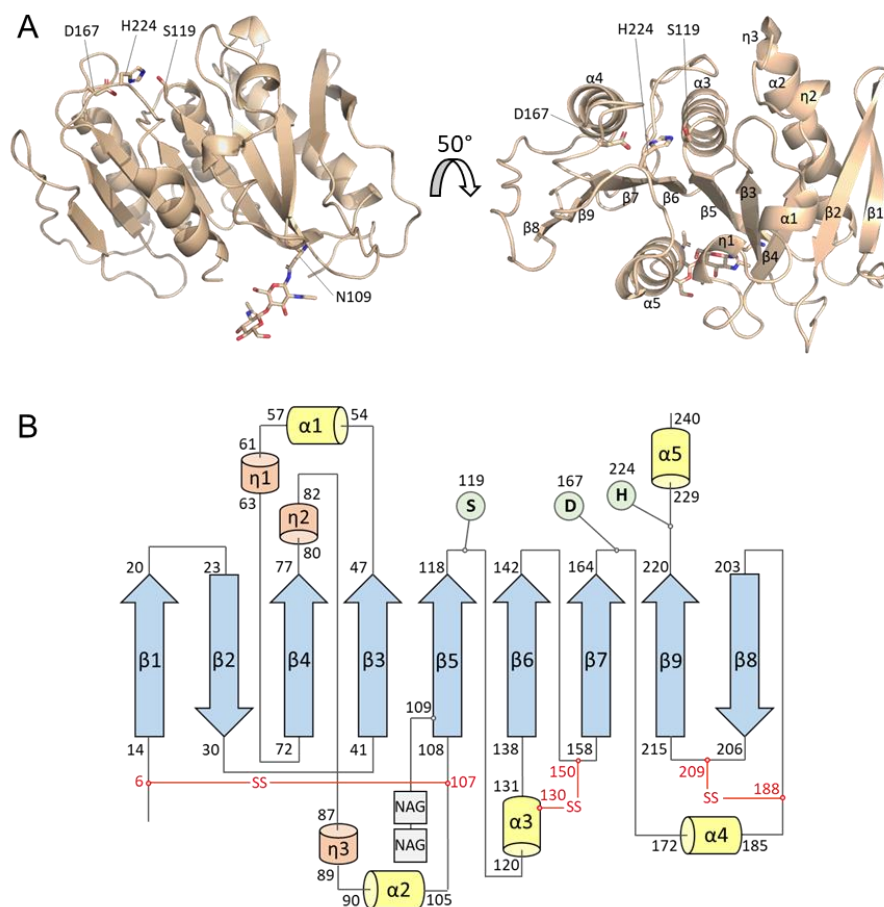 A
D167 H224 S119
N109
50°
H224 S119
η3
α4 α3 α2
η2
D167
β7 β6 β5 β3 α1 β2 β1
β8 β9
η1 β4
α5
B
57 α1 54
61 η1 63
82 η2 80
119 S
167 D
224 H
240 α5 229
20 23 77 47 118 142 164 220 203
β1 β2 β4 β3 β5 β6 β7 β9 β8
109
14 30 72 41 108 138 158 215 206
6 SS 107
131 130 SS 150
209 SS 188
NAG
NAG
87 η3 89
α3
120
90 α2 105
172 α4 185